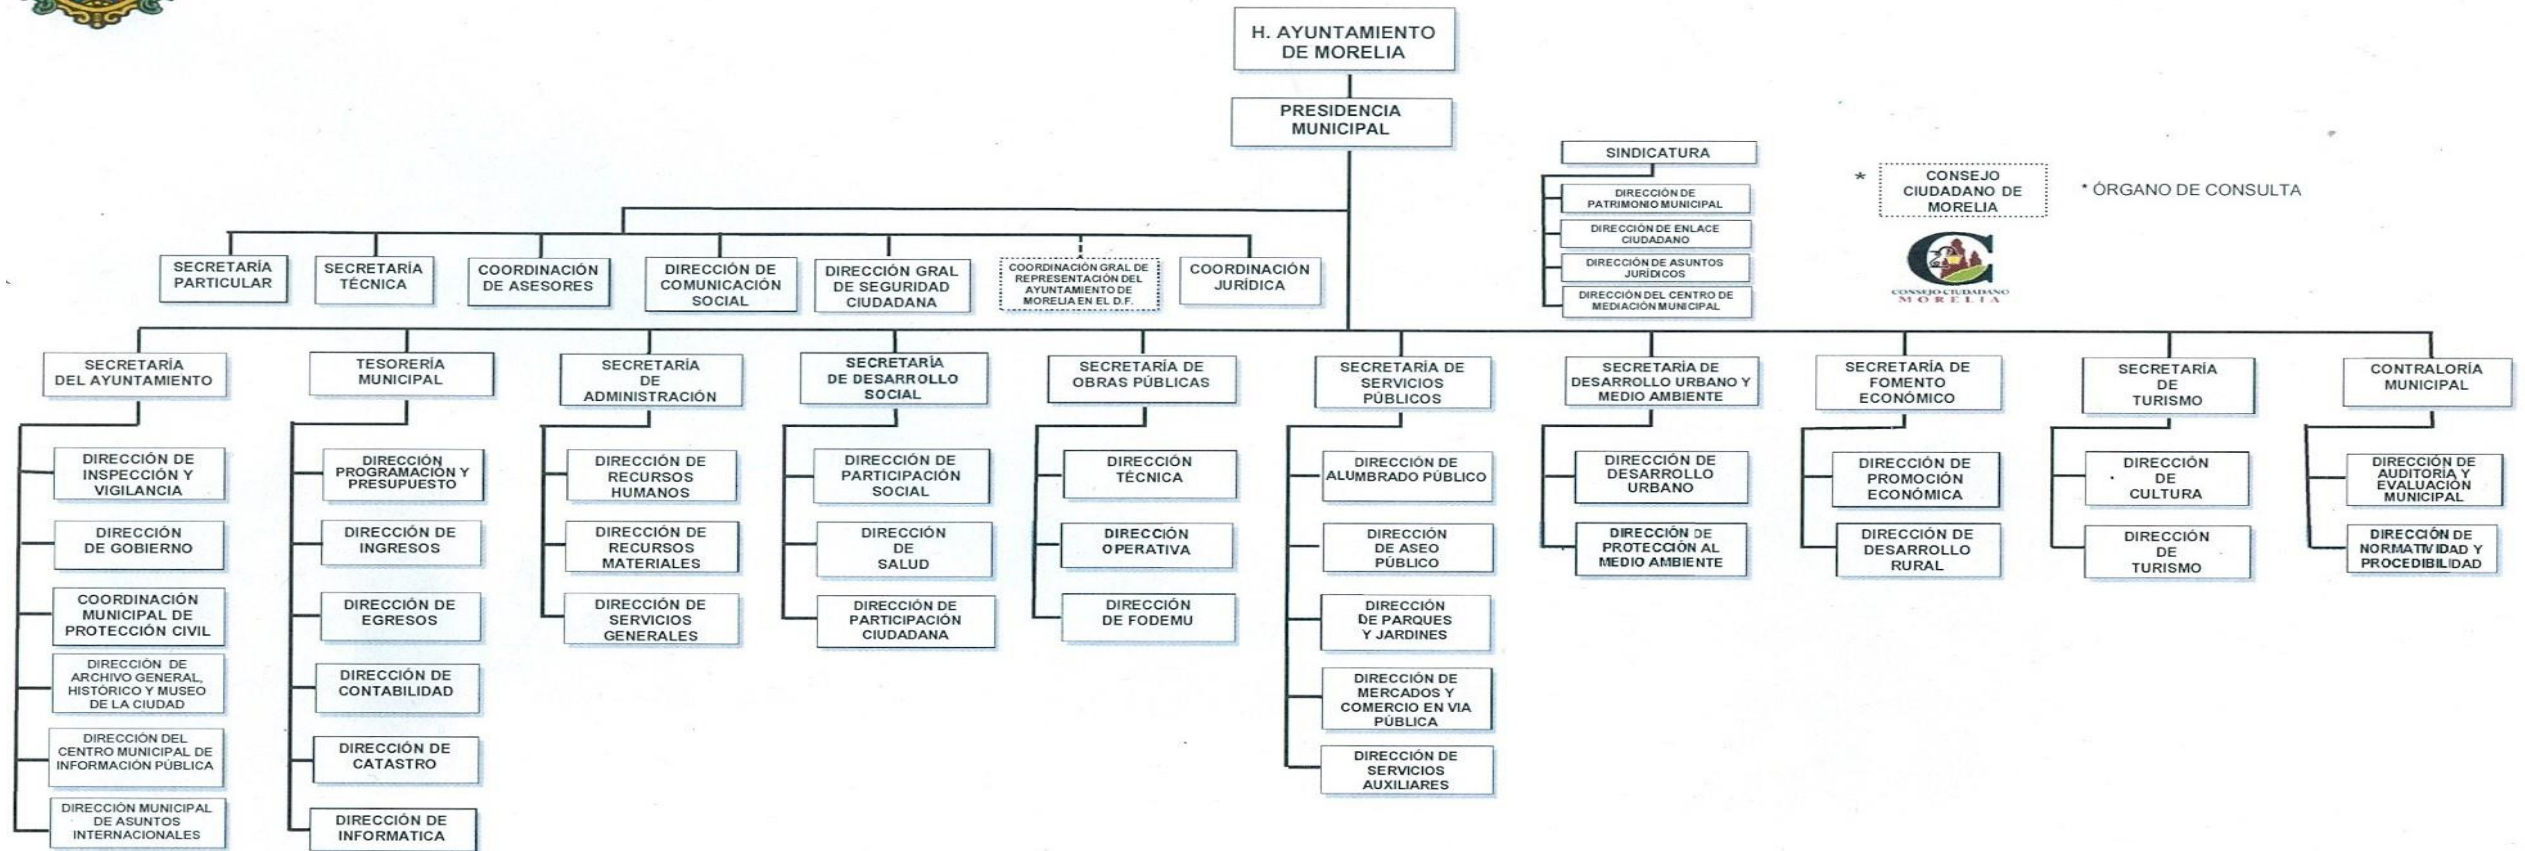 H. AYUNTAMIENTO
DE MORELIA
PRESIDENCIA
MUNICIPAL
SINDICATURA
DIRECCIÓN DE
PATRIMONIO MUNICIPAL
DIRECCIÓN DE ENLACE
CIUDADANO
DIRECCIÓN DE ASUNTOS
JURÍDICOS
DIRECCIÓN DEL CENTRO DE
MEDIACIÓN MUNICIPAL
*
CONSEJO
CIUDADANO DE
MORELIA
* ÓRGANO DE CONSULTA
CONSEJO CIUDADANO
MORELIA
SECRETARÍA
PARTICULAR
SECRETARÍA
TÉCNICA
COORDINACIÓN
DE ASESORES
DIRECCIÓN DE
COMUNICACIÓN
SOCIAL
DIRECCIÓN GRAL
DE SEGURIDAD
CIUDADANA
COORDINACIÓN GRAL DE
REPRESENTACIÓN DEL
AYUNTAMIENTO DE
MORELIA EN EL D.F.
COORDINACIÓN
JURÍDICA
SECRETARÍA
DEL AYUNTAMIENTO
DIRECCIÓN DE
INSPECCIÓN Y
VIGILANCIA
DIRECCIÓN
DE GOBIERNO
COORDINACIÓN
MUNICIPAL DE
PROTECCIÓN CIVIL
DIRECCIÓN DE
ARCHIVO GENERAL,
HISTÓRICO Y MUSEO
DE LA CIUDAD
DIRECCIÓN DEL
CENTRO MUNICIPAL DE
INFORMACIÓN PÚBLICA
DIRECCIÓN MUNICIPAL
DE ASUNTOS
INTERNACIONALES
TESORERÍA
MUNICIPAL
DIRECCIÓN
PROGRAMACIÓN Y
PRESUPUESTO
DIRECCIÓN DE
INGRESOS
DIRECCIÓN DE
EGRESOS
DIRECCIÓN DE
CONTABILIDAD
DIRECCIÓN DE
CATASTRO
DIRECCIÓN DE
INFORMATICA
SECRETARÍA
DE
ADMINISTRACIÓN
DIRECCIÓN DE
RECURSOS
HUMANOS
DIRECCIÓN DE
RECURSOS
MATERIALES
DIRECCIÓN DE
SERVICIOS
GENERALES
SECRETARÍA
DE DESARROLLO
SOCIAL
DIRECCIÓN DE
PARTICIPACIÓN
SOCIAL
DIRECCIÓN
DE
SALUD
DIRECCIÓN DE
PARTICIPACIÓN
CIUDADANA
SECRETARÍA DE
OBRAS PÚBLICAS
DIRECCIÓN
TÉCNICA
DIRECCIÓN
OPERATIVA
DIRECCIÓN
DE FODEMU
SECRETARÍA DE
SERVICIOS
PÚBLICOS
DIRECCIÓN DE
ALUMBRADO PÚBLICO
DIRECCIÓN
DE ASEO
PÚBLICO
DIRECCIÓN
DE PARQUES
Y JARDINES
DIRECCIÓN DE
MERCADOS Y
COMERCIO EN VIA
PÚBLICA
DIRECCIÓN DE
SERVICIOS
AUXILIARES
SECRETARÍA DE
DESARROLLO URBANO Y
MEDIO AMBIENTE
DIRECCIÓN DE
DESARROLLO
URBANO
DIRECCIÓN DE
PROTECCIÓN AL
MEDIO AMBIENTE
SECRETARÍA DE
FOMENTO
ECONÓMICO
DIRECCIÓN DE
PROMOCIÓN
ECONÓMICA
DIRECCIÓN DE
DESARROLLO
RURAL
SECRETARÍA
DE
TURISMO
DIRECCIÓN
DE
CULTURA
DIRECCIÓN
DE
TURISMO
CONTRALORÍA
MUNICIPAL
DIRECCIÓN DE
AUDITORÍA Y
EVALUACIÓN
MUNICIPAL
DIRECCIÓN DE
NORMATIVIDAD Y
PROCEDIBILIDAD